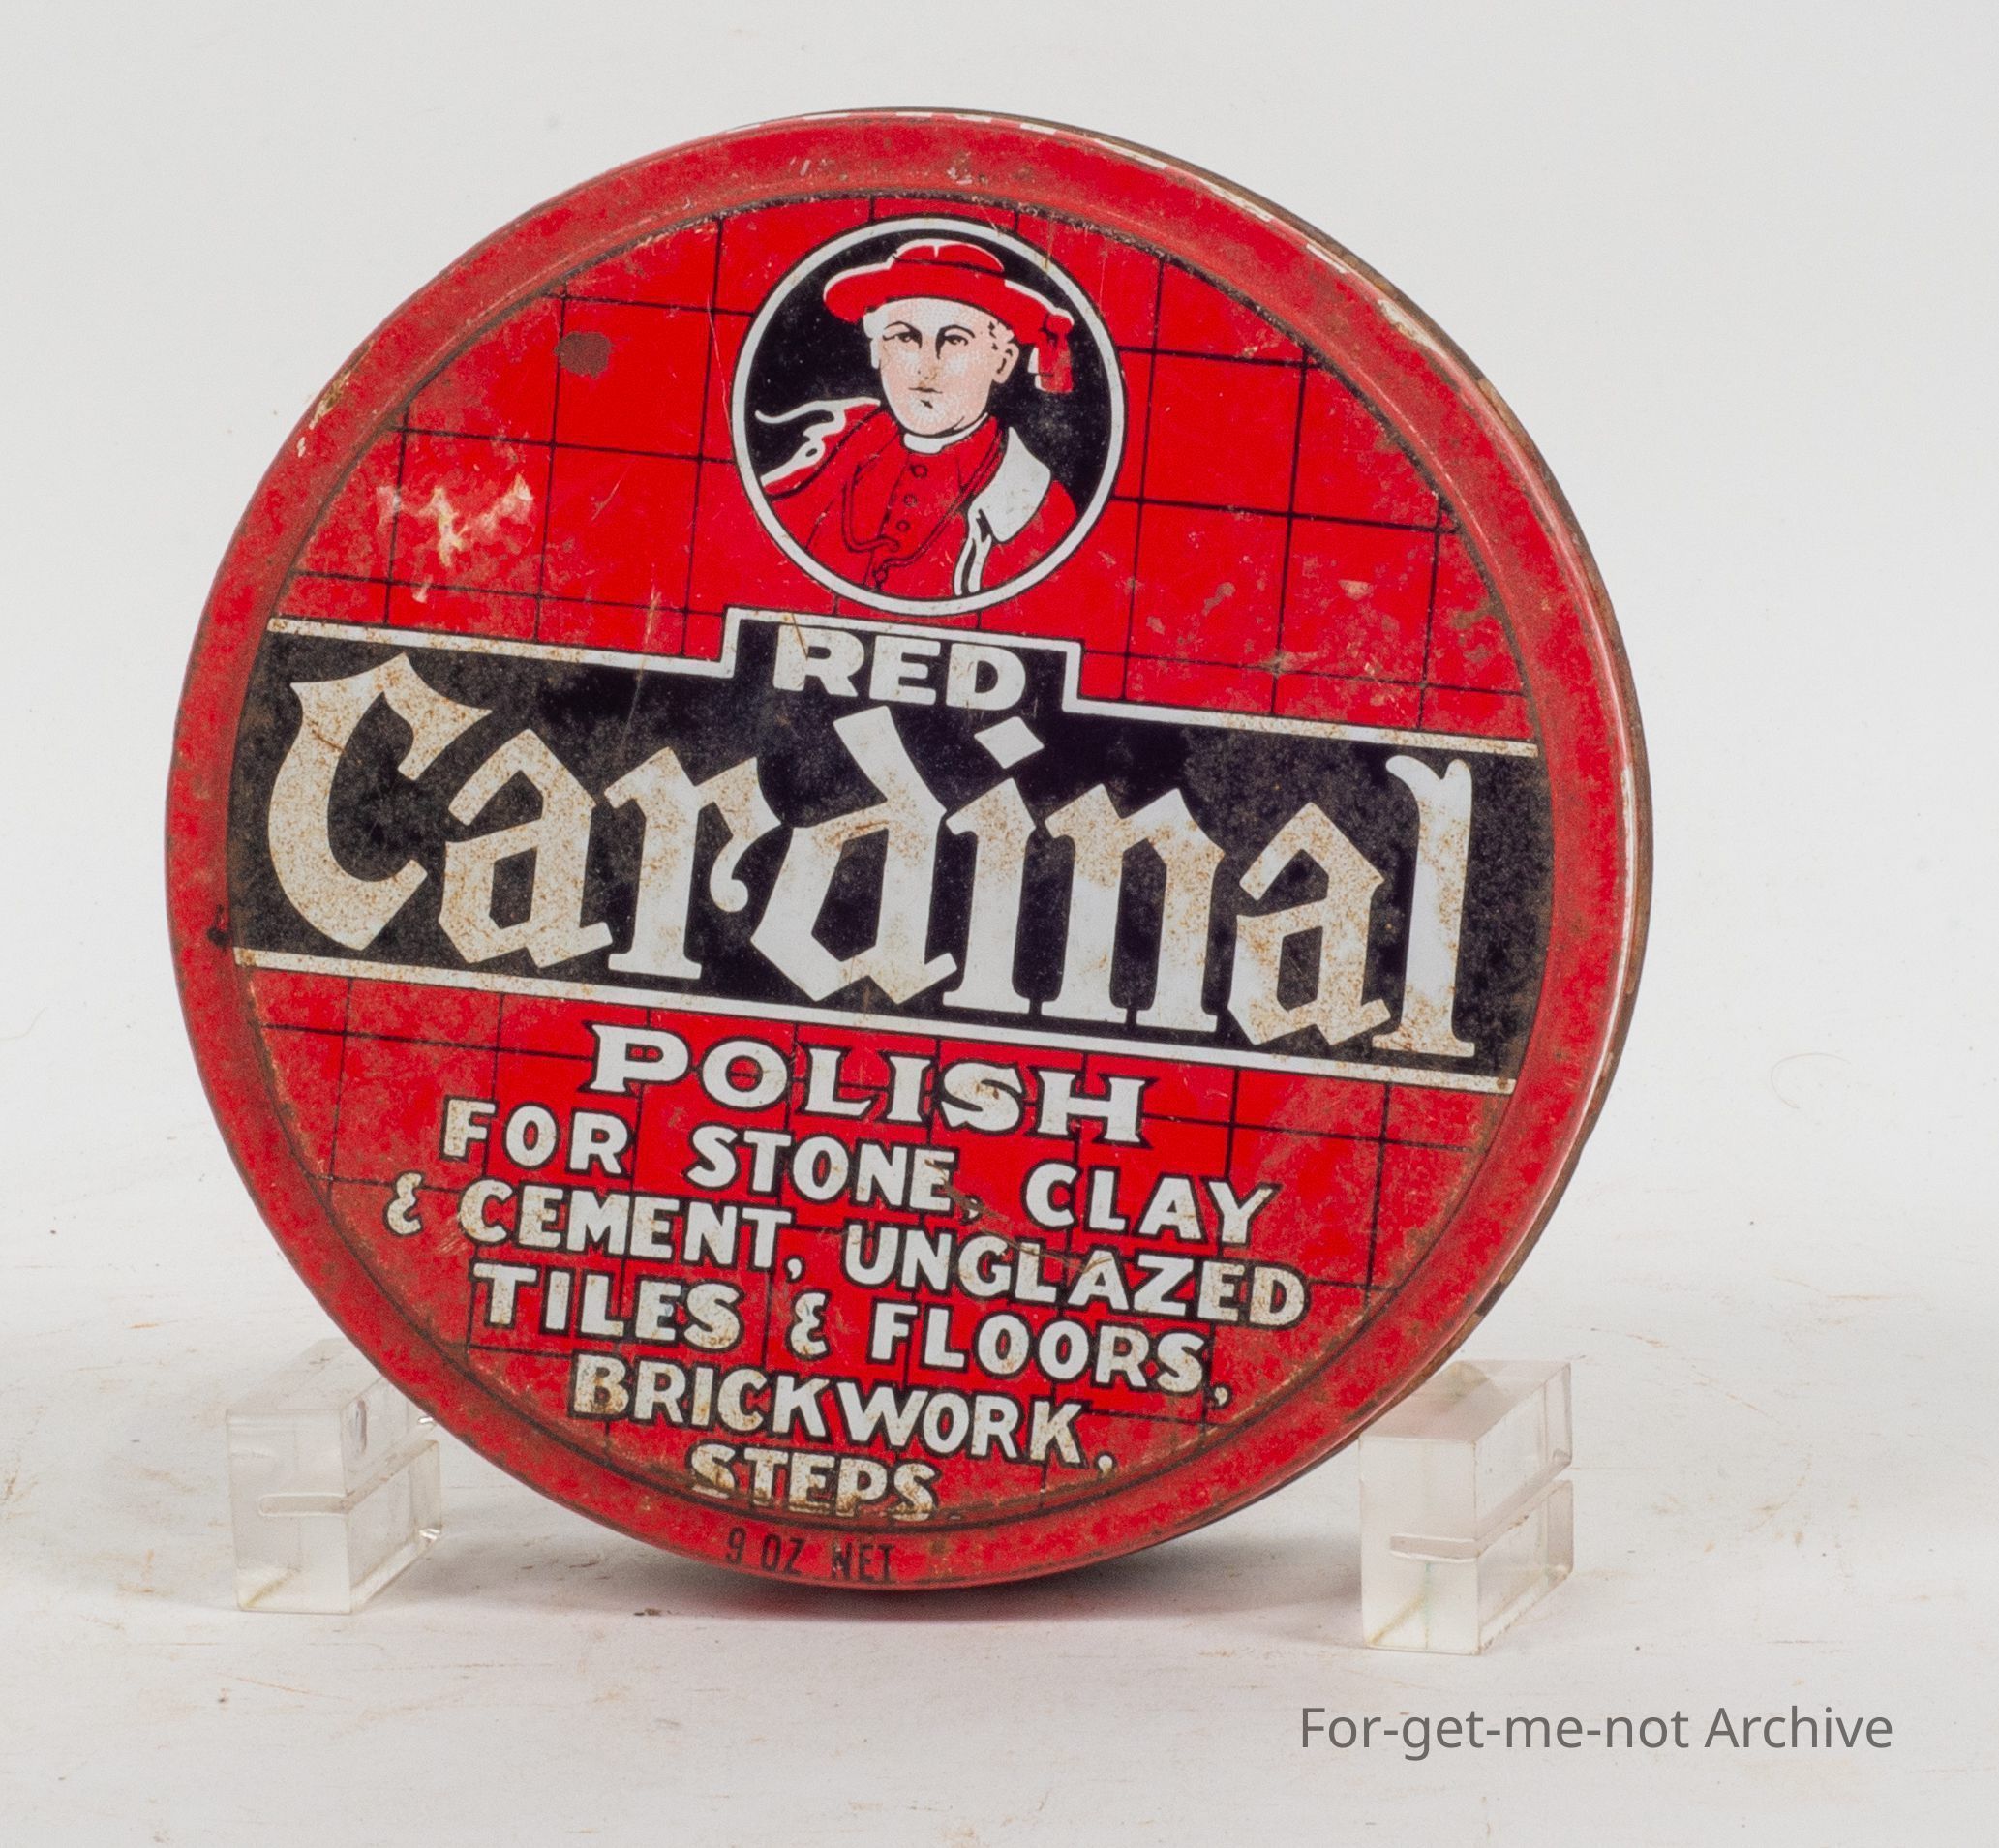 RED
Cardinal
POLISH
FOR STONE, CLAY
& CEMENT, UNGLAZED
TILES & FLOORS,
BRICKWORK,
STEPS.
9 OZ NET
For-get-me-not Archive